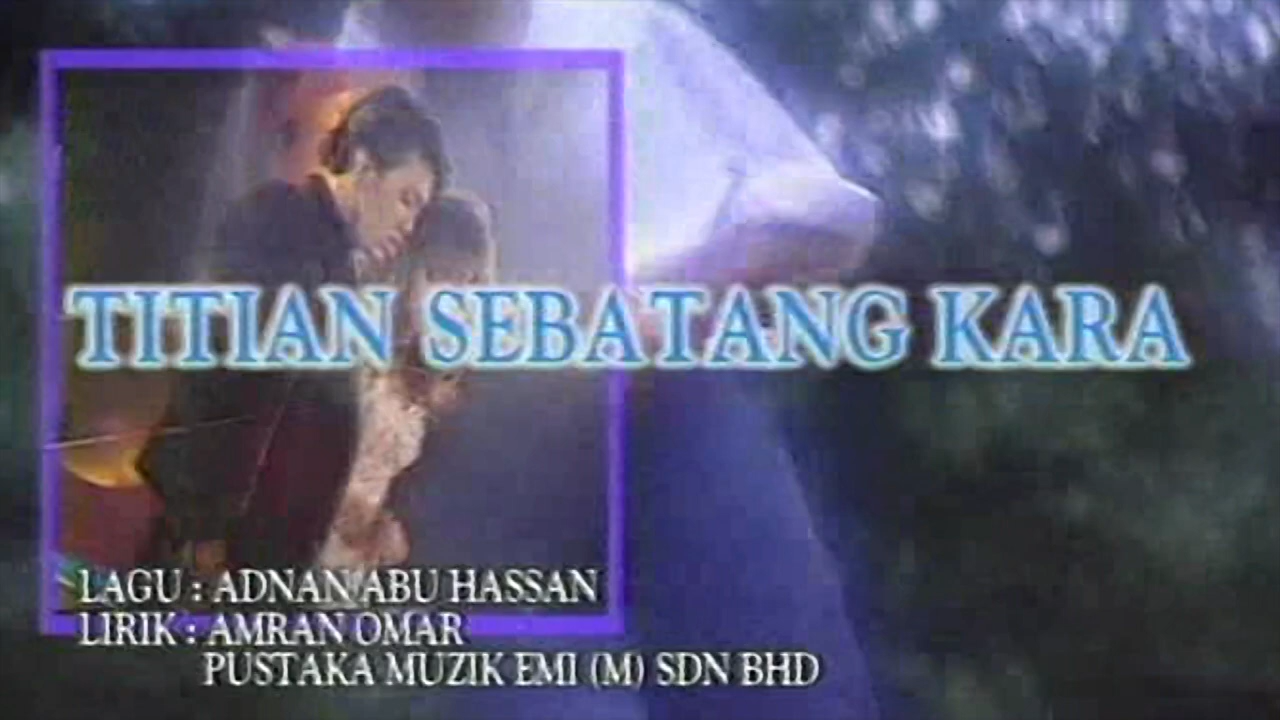 TITIAN SEBATANG KARA
LAGU : ADNAN ABU HASSAN
LIRIK : AMRAN OMAR
PUSTAKA MUZIK EMI (M) SDN BHD